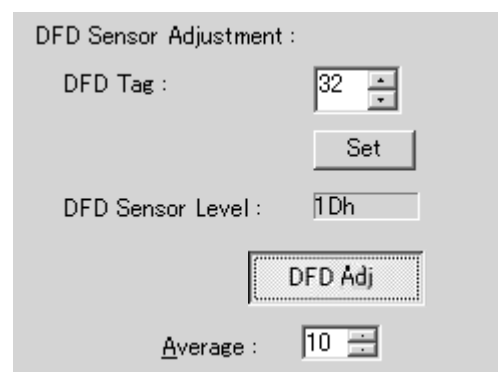 DFD Sensor Adjustment :
DFD Tag : 32
Set
DFD Sensor Level : 1Dh
DFD Adj
Average : 10